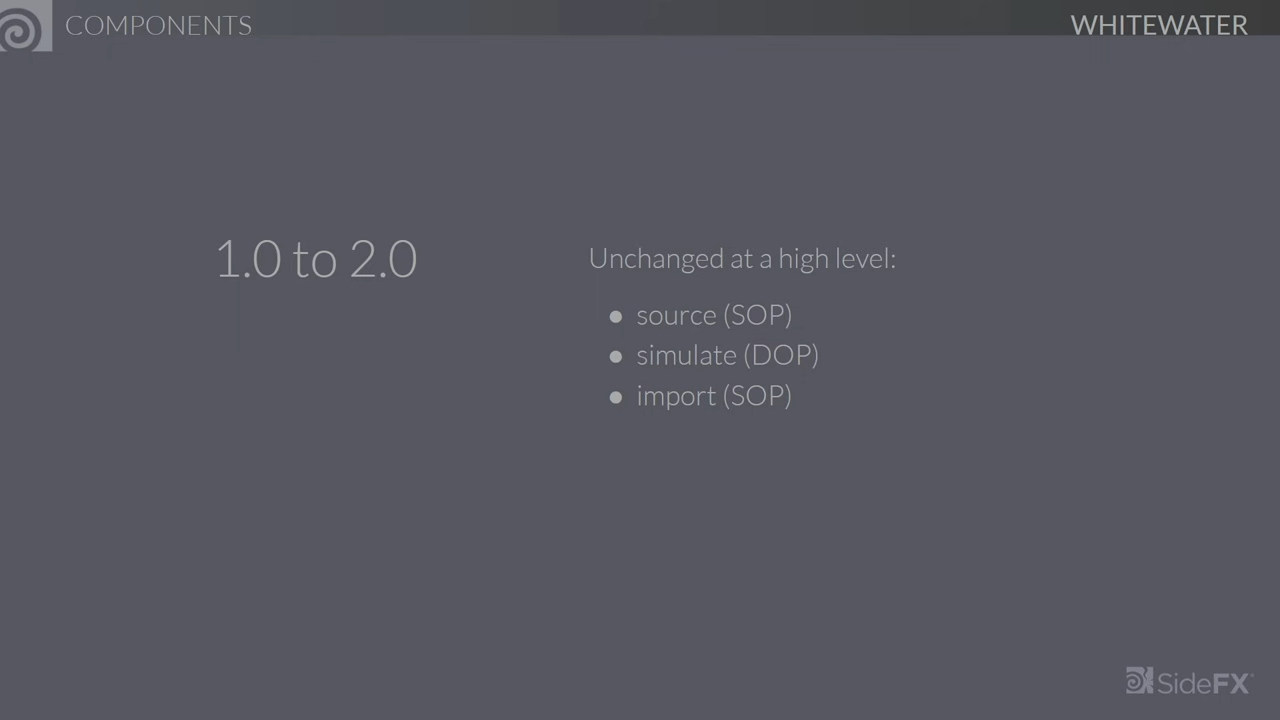 COMPONENTS
WHITEWATER
1.0 to 2.0
Unchanged at a high level:
● source (SOP)
● simulate (DOP)
● import (SOP)
SideFX